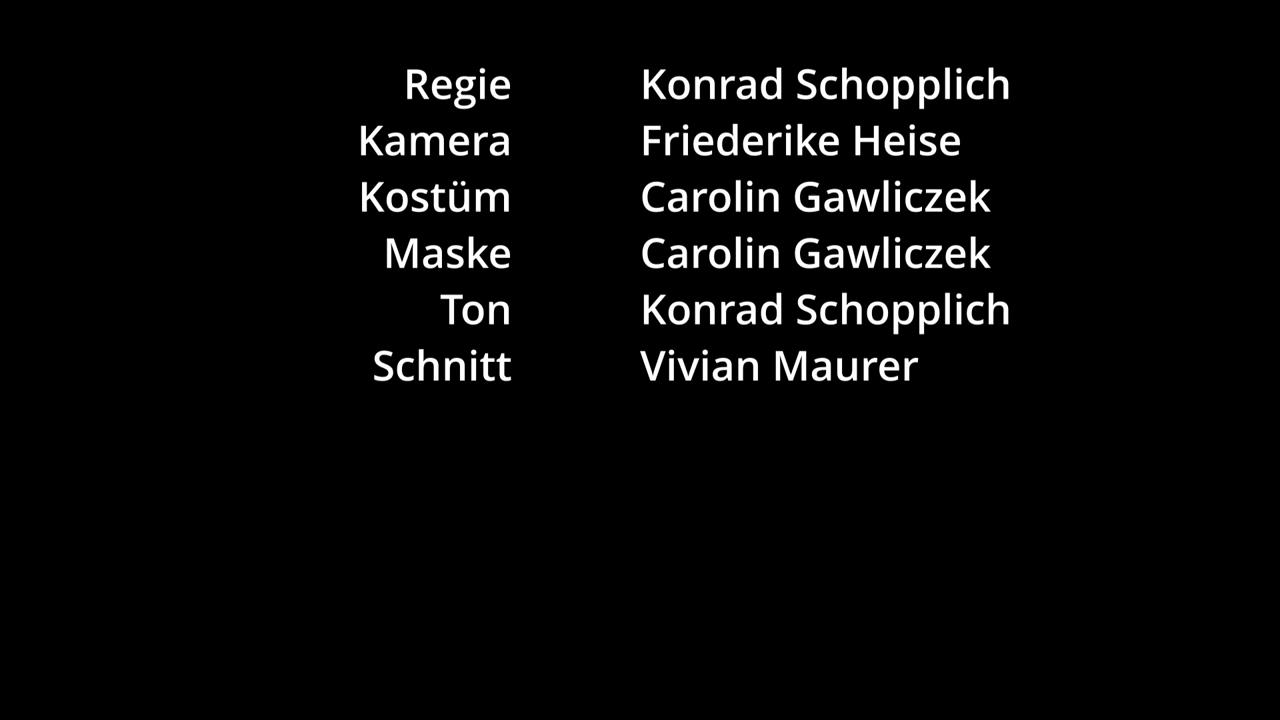 Regie Konrad Schopplich
Kamera Friederike Heise
Kostüm Carolin Gawliczek
Maske Carolin Gawliczek
Ton Konrad Schopplich
Schnitt Vivian Maurer